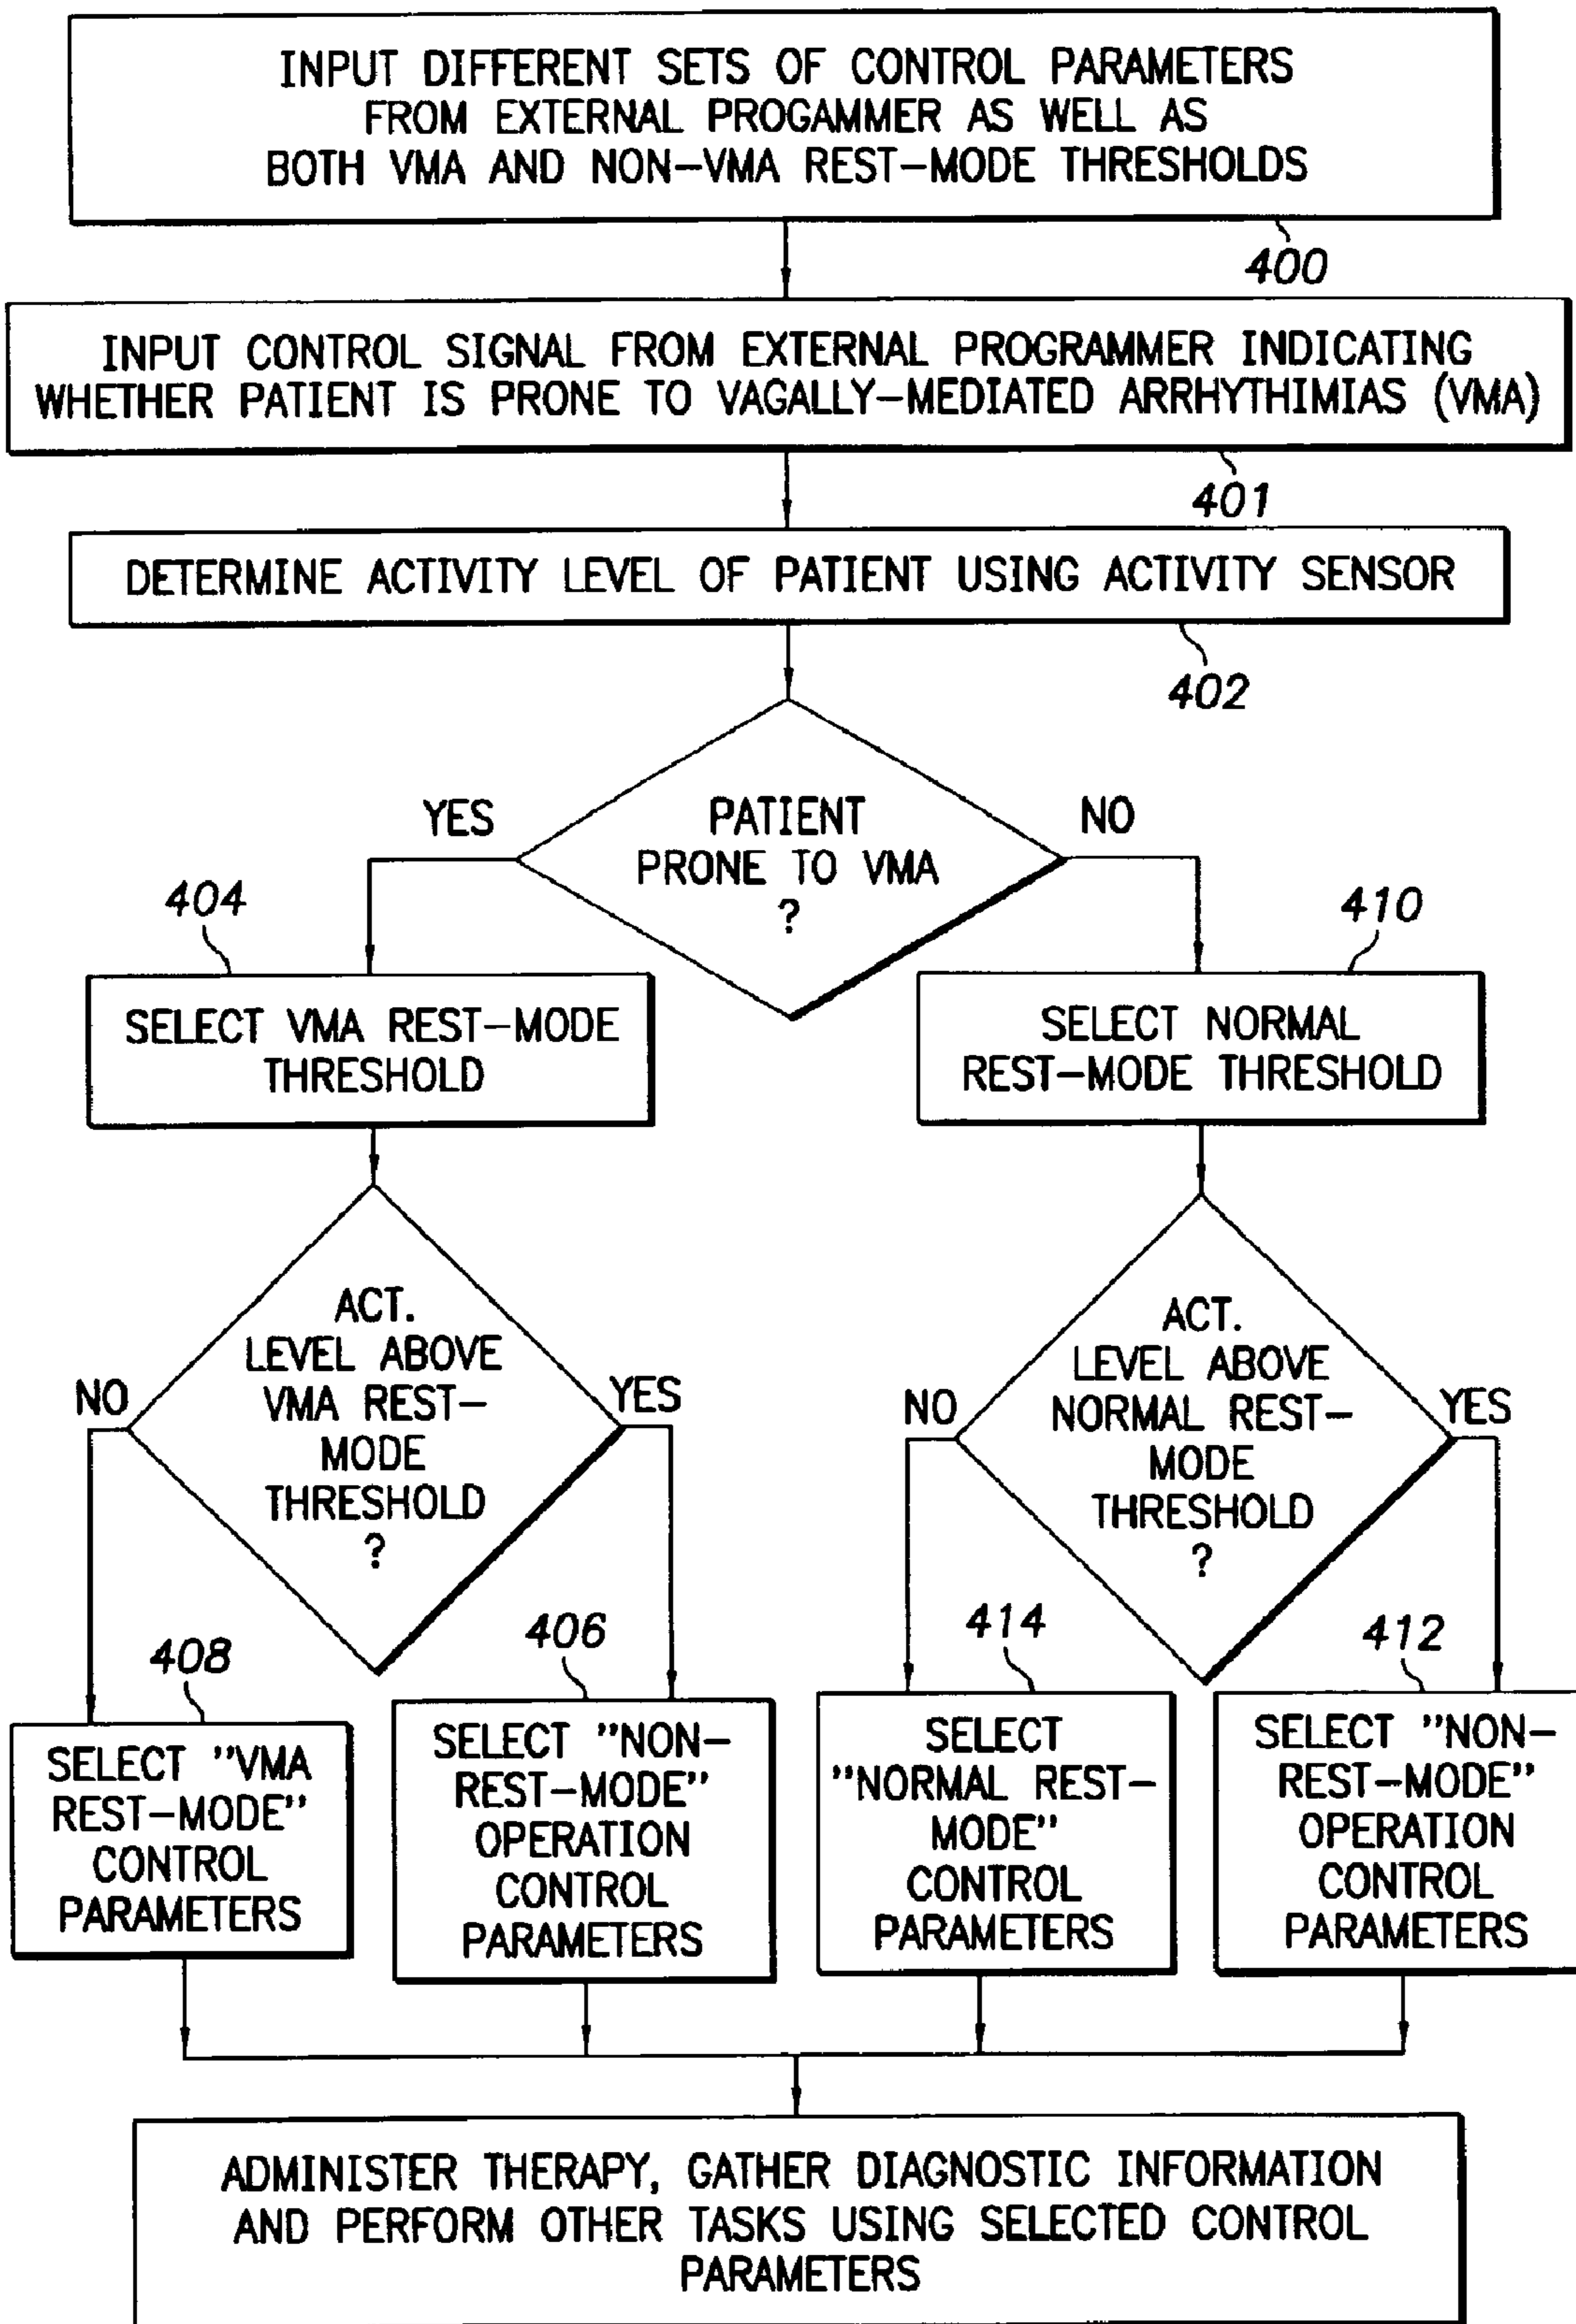 INPUT DIFFERENT SETS OF CONTROL PARAMETERS
FROM EXTERNAL PROGAMMER AS WELL AS
BOTH VMA AND NON-VMA REST-MODE THRESHOLDS
400
INPUT CONTROL SIGNAL FROM EXTERNAL PROGRAMMER INDICATING
WHETHER PATIENT IS PRONE TO VAGALLY-MEDIATED ARRHYTHIMIAS (VMA)
401
DETERMINE ACTIVITY LEVEL OF PATIENT USING ACTIVITY SENSOR
402
YES
PATIENT
PRONE TO VMA
?
NO
404
SELECT VMA REST-MODE
THRESHOLD
410
SELECT NORMAL
REST-MODE THRESHOLD
ACT.
LEVEL ABOVE
VMA REST-
MODE
THRESHOLD
?
NO
YES
ACT.
LEVEL ABOVE
NORMAL REST-
MODE
THRESHOLD
?
NO
YES
408
SELECT "VMA
REST-MODE"
CONTROL
PARAMETERS
406
SELECT "NON-
REST-MODE"
OPERATION
CONTROL
PARAMETERS
414
SELECT
"NORMAL REST-
MODE"
CONTROL
PARAMETERS
412
SELECT "NON-
REST-MODE"
OPERATION
CONTROL
PARAMETERS
ADMINISTER THERAPY, GATHER DIAGNOSTIC INFORMATION
AND PERFORM OTHER TASKS USING SELECTED CONTROL
PARAMETERS